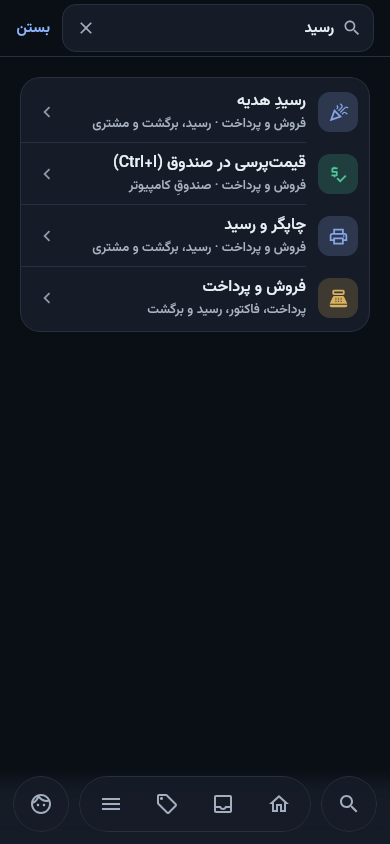 رسید
بستن
رسیدِ هدیه
فروش و پرداخت · رسید، برگشت و مشتری
قیمت‌پرسی در صندوق (Ctrl+I)
فروش و پرداخت · صندوقِ کامپیوتر
چاپگر و رسید
فروش و پرداخت · رسید، برگشت و مشتری
فروش و پرداخت
پرداخت، فاکتور، رسید و برگشت